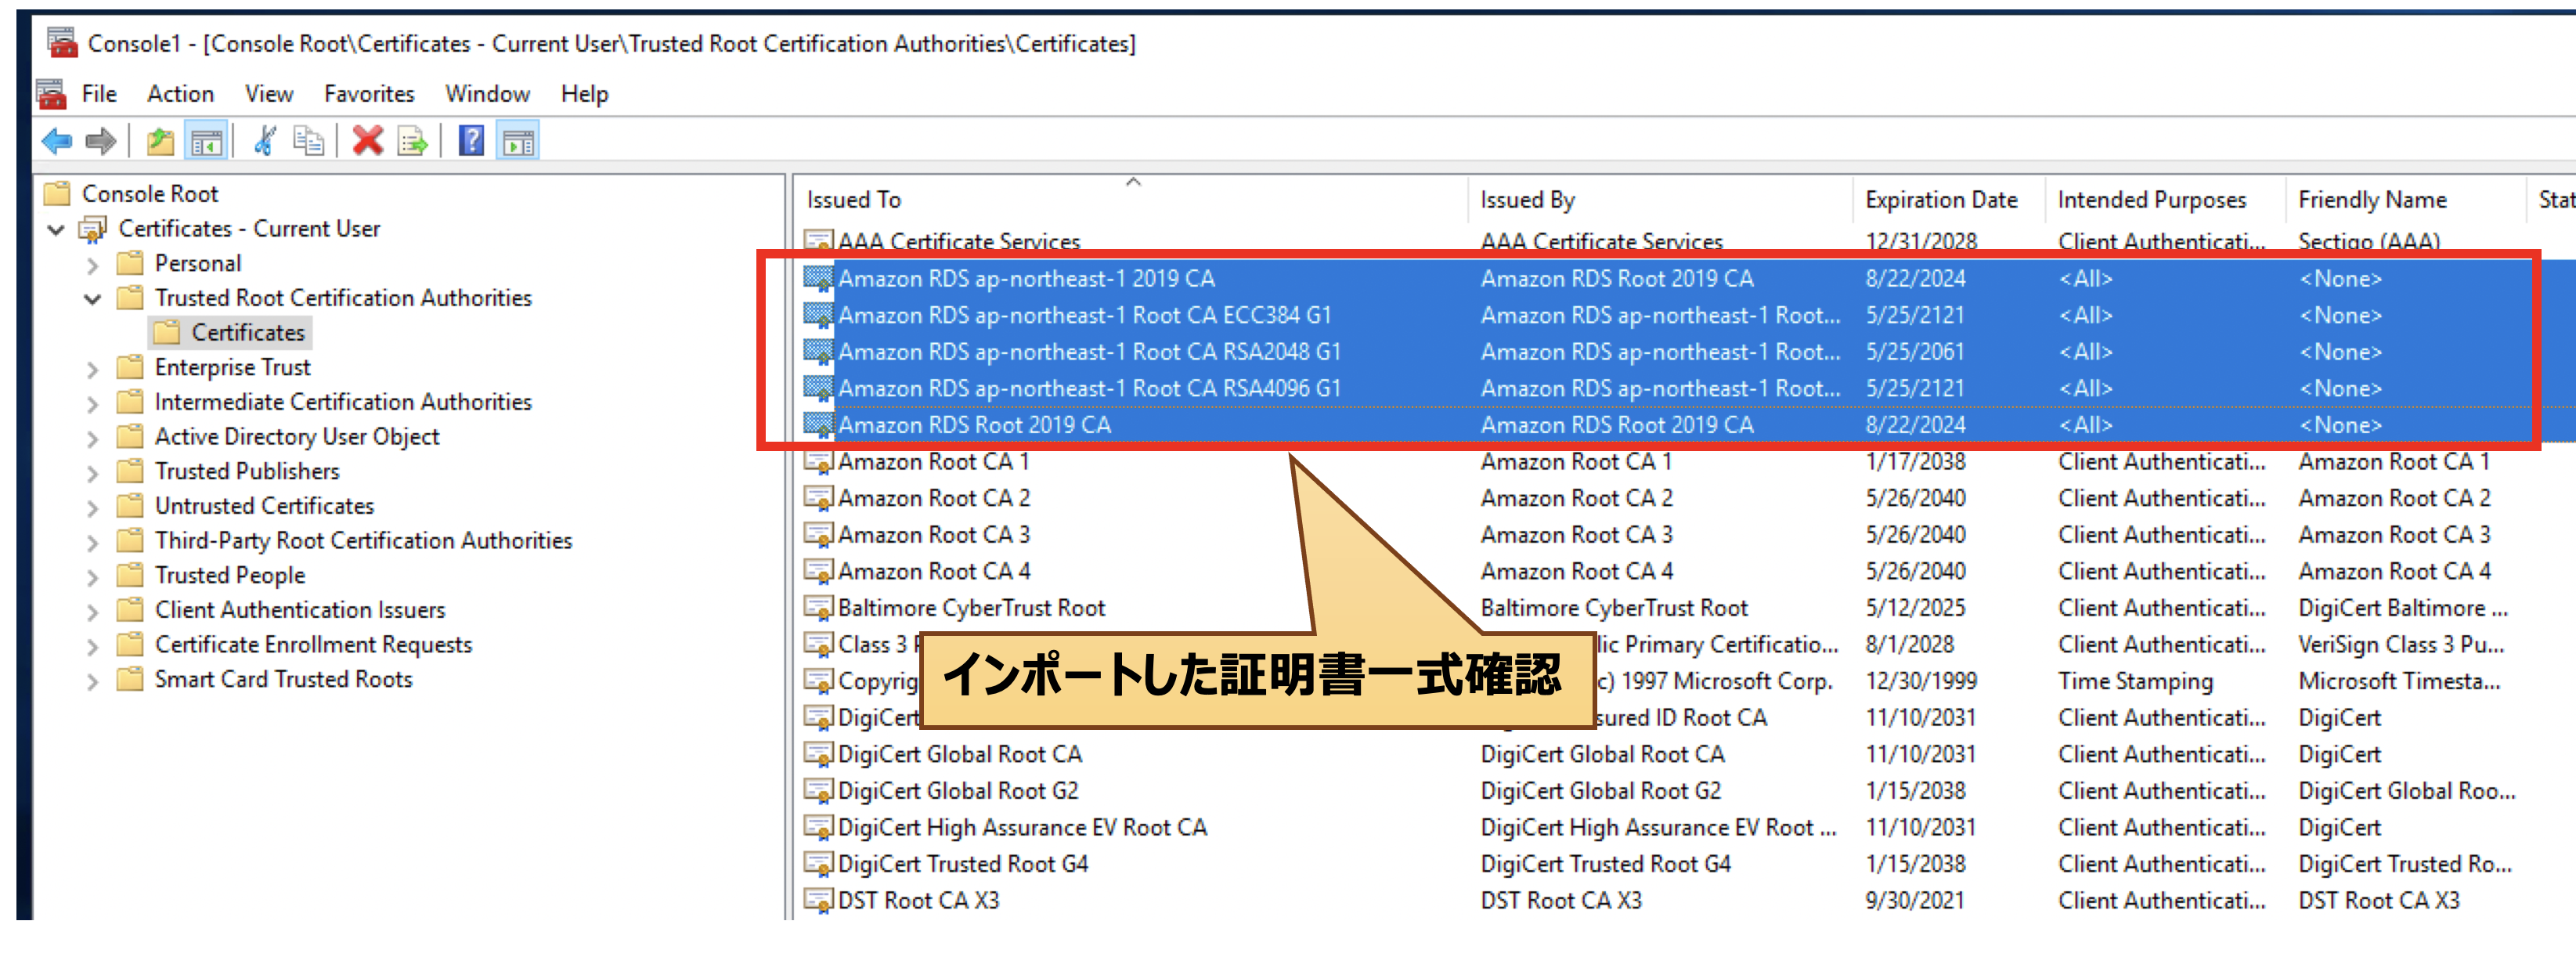 Console1 - [Console Root\Certificates - Current User\Trusted Root Certification Authorities\Certificates]
File Action View Favorites Window Help
Console Root
Certificates - Current User
Personal
Trusted Root Certification Authorities
Certificates
Enterprise Trust
Intermediate Certification Authorities
Active Directory User Object
Trusted Publishers
Untrusted Certificates
Third-Party Root Certification Authorities
Trusted People
Client Authentication Issuers
Certificate Enrollment Requests
Smart Card Trusted Roots
Issued To Issued By Expiration Date Intended Purposes Friendly Name Stat
AAA Certificate Services AAA Certificate Services 12/31/2028 Client Authenticati... Sectigo (AAA)
Amazon RDS ap-northeast-1 2019 CA Amazon RDS Root 2019 CA 8/22/2024 <All> <None>
Amazon RDS ap-northeast-1 Root CA ECC384 G1 Amazon RDS ap-northeast-1 Root... 5/25/2121 <All> <None>
Amazon RDS ap-northeast-1 Root CA RSA2048 G1 Amazon RDS ap-northeast-1 Root... 5/25/2061 <All> <None>
Amazon RDS ap-northeast-1 Root CA RSA4096 G1 Amazon RDS ap-northeast-1 Root... 5/25/2121 <All> <None>
Amazon RDS Root 2019 CA Amazon RDS Root 2019 CA 8/22/2024 <All> <None>
Amazon Root CA 1 Amazon Root CA 1 1/17/2038 Client Authenticati... Amazon Root CA 1
Amazon Root CA 2 Amazon Root CA 2 5/26/2040 Client Authenticati... Amazon Root CA 2
Amazon Root CA 3 Amazon Root CA 3 5/26/2040 Client Authenticati... Amazon Root CA 3
Amazon Root CA 4 Amazon Root CA 4 5/26/2040 Client Authenticati... Amazon Root CA 4
Baltimore CyberTrust Root Baltimore CyberTrust Root 5/12/2025 Client Authenticati... DigiCert Baltimore ...
Class 3 lic Primary Certificatio... 8/1/2028 Client Authenticati... VeriSign Class 3 Pu...
Copyrig c) 1997 Microsoft Corp. 12/30/1999 Time Stamping Microsoft Timesta...
DigiCert sured ID Root CA 11/10/2031 Client Authenticati... DigiCert
DigiCert Global Root CA DigiCert Global Root CA 11/10/2031 Client Authenticati... DigiCert
DigiCert Global Root G2 DigiCert Global Root G2 1/15/2038 Client Authenticati... DigiCert Global Roo...
DigiCert High Assurance EV Root CA DigiCert High Assurance EV Root ... 11/10/2031 Client Authenticati... DigiCert
DigiCert Trusted Root G4 DigiCert Trusted Root G4 1/15/2038 Client Authenticati... DigiCert Trusted Ro...
DST Root CA X3 DST Root CA X3 9/30/2021 Client Authenticati... DST Root CA X3
インポートした証明書一式確認